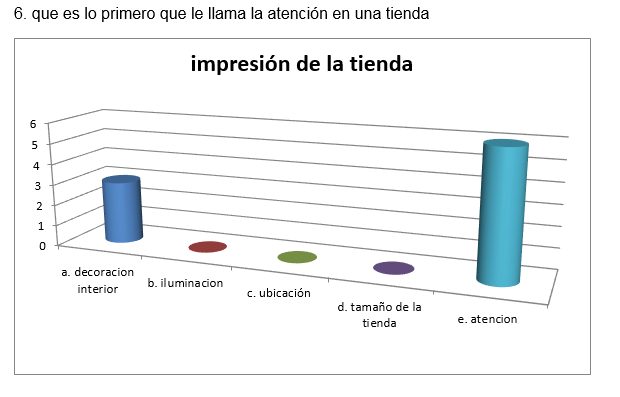 6. que es lo primero que le llama la atención en una tienda
impresión de la tienda
6
5
4
3
2
1
0
a. decoracion
interior
b. iluminacion
c. ubicación
d. tamaño de la
tienda
e. atencion